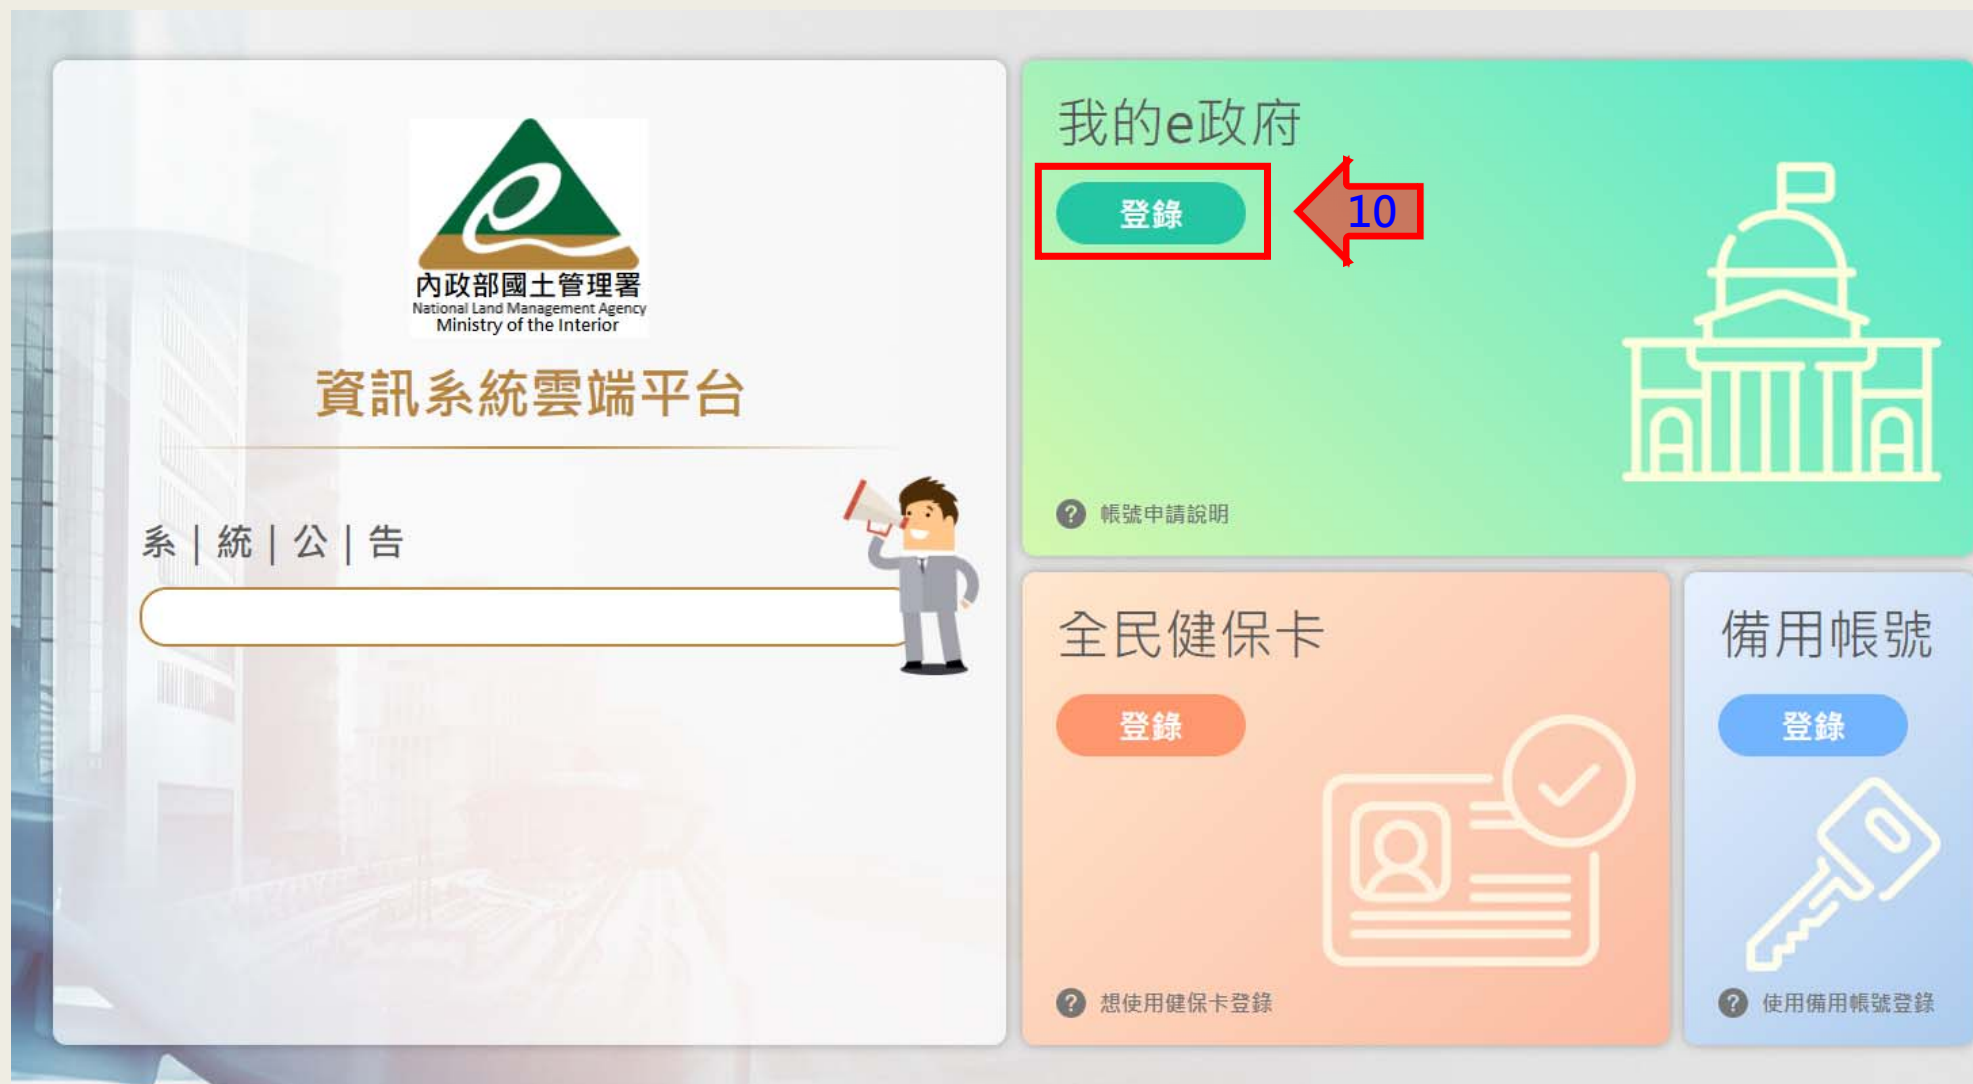 內政部國土管理署
National Land Management Agency
Ministry of the Interior
資訊系統雲端平台
系|統|公|告
我的e政府
登錄
10
帳號申請說明
全民健保卡
登錄
想使用健保卡登錄
備用帳號
登錄
使用備用帳號登錄